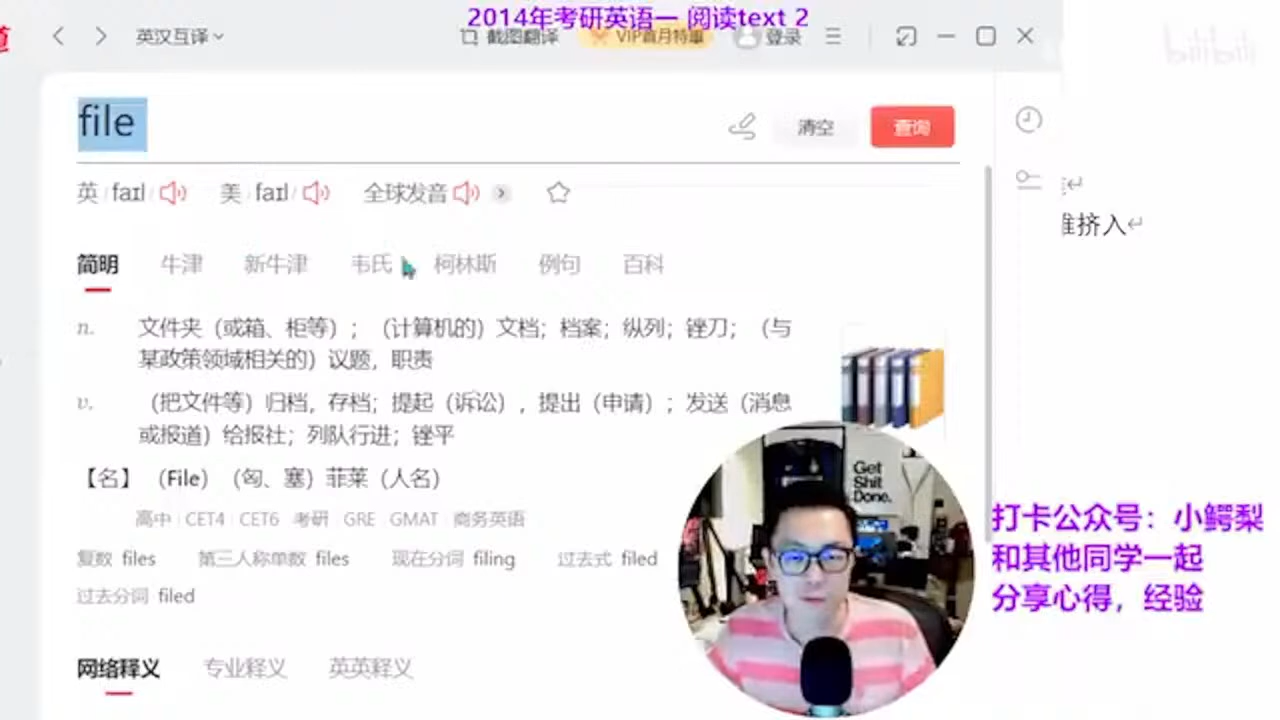 2014年考研英语一 阅读text 2
英汉互译
截图翻译
VIP首月特惠
登录
bilibili
file
清空
查询
英 / faɪl /
美 / faɪl /
全球发音
挤入↵
简明 牛津 新牛津 韦氏 柯林斯 例句 百科
n. 文件夹（或箱、柜等）；（计算机的）文档；档案；纵列；锉刀；（与
某政策领域相关的）议题，职责
v. （把文件等）归档，存档；提起（诉讼），提出（申请）；发送（消息
或报道）给报社；列队行进；锉平
【名】（File）（匈、塞）菲莱（人名）
高中 CET4 CET6 考研 GRE GMAT 商务英语
复数 files 第三人称单数 files 现在分词 filing 过去式 filed
过去分词 filed
网络释义 专业释义 英英释义
Get
Shit
Done.
打卡公众号：小鳄梨
和其他同学一起
分享心得，经验